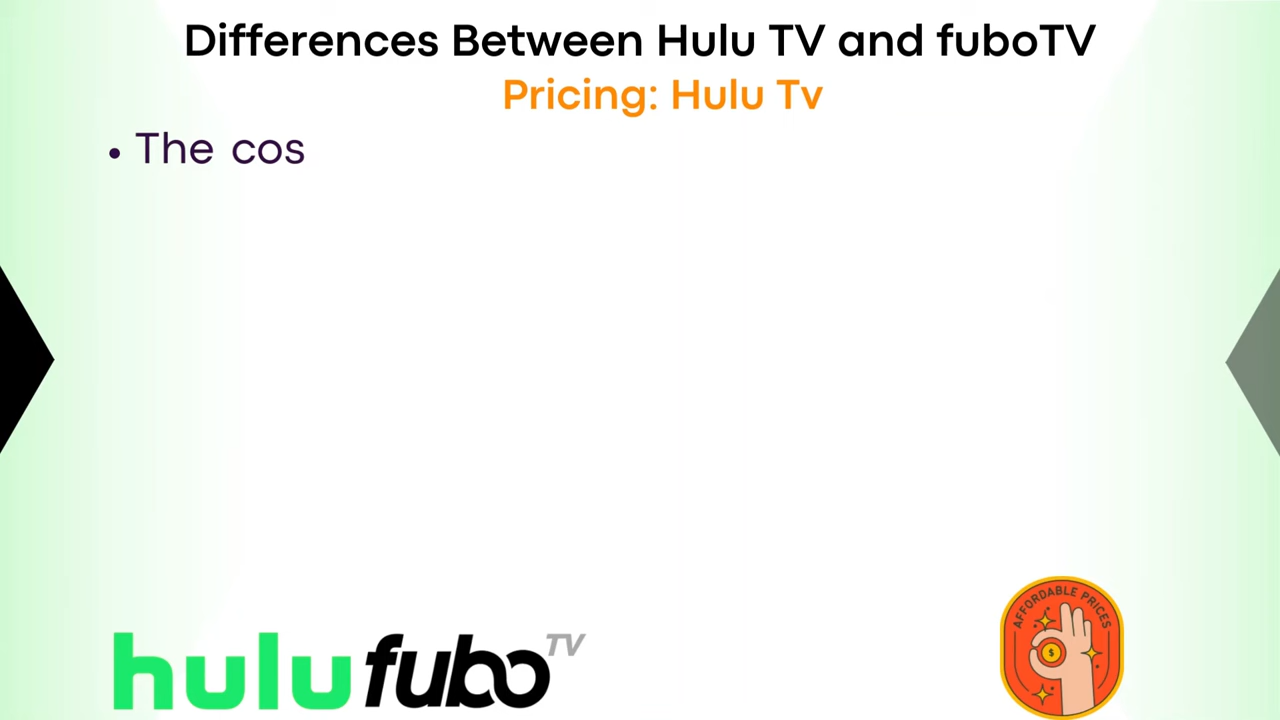 Differences Between Hulu TV and fuboTV
Pricing: Hulu Tv
• The cos
hulu fubo TV
AFFORDABLE PRICES
$